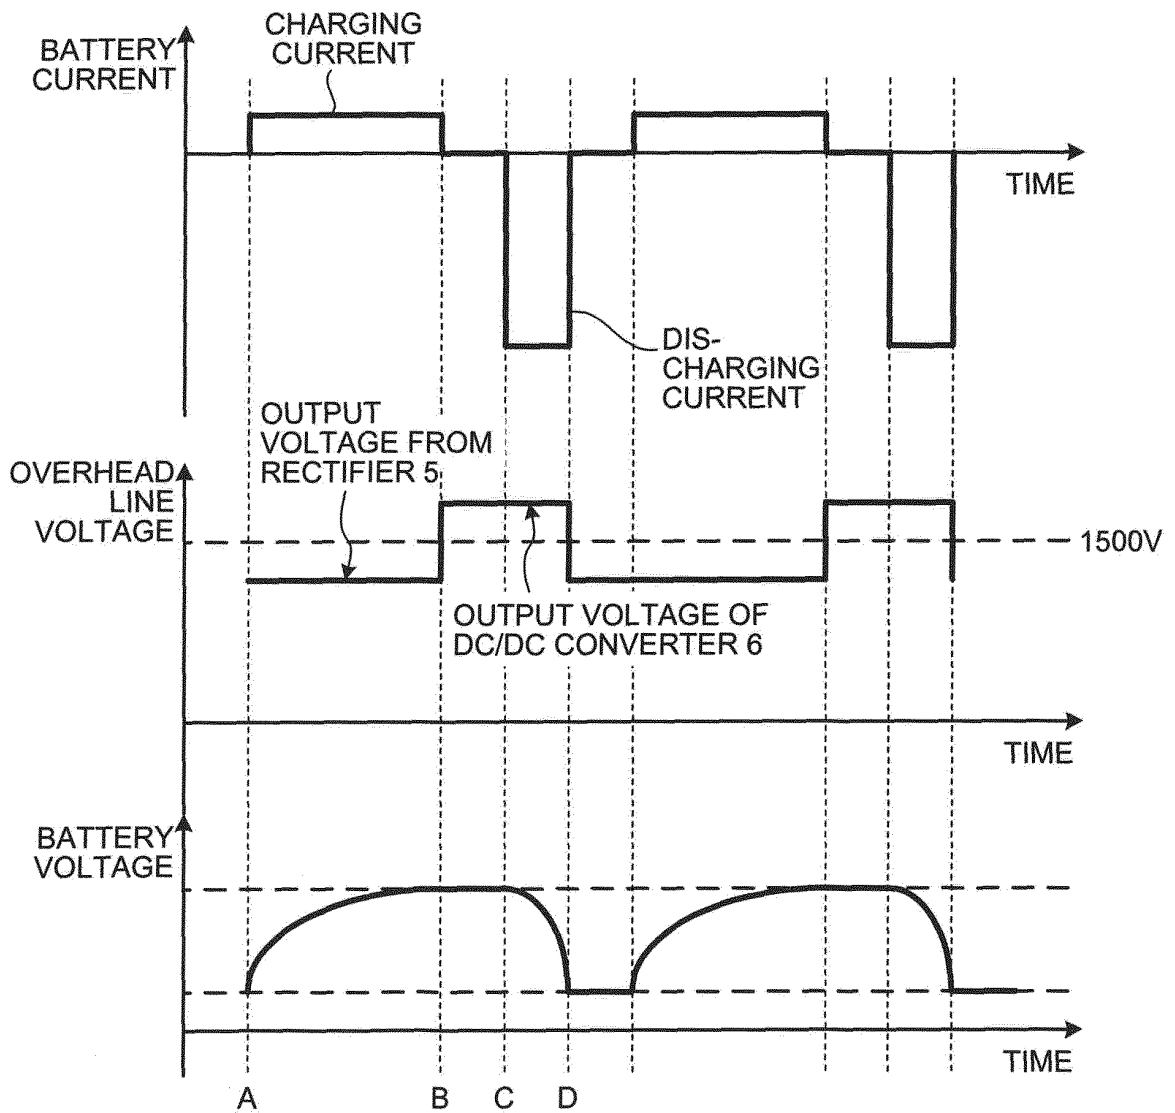 CHARGING
CURRENT
BATTERY
CURRENT
TIME
DIS-
CHARGING
CURRENT
OUTPUT
VOLTAGE FROM
RECTIFIER 5
OVERHEAD
LINE
VOLTAGE
1500V
OUTPUT VOLTAGE OF
DC/DC CONVERTER 6
TIME
BATTERY
VOLTAGE
TIME
A B C D